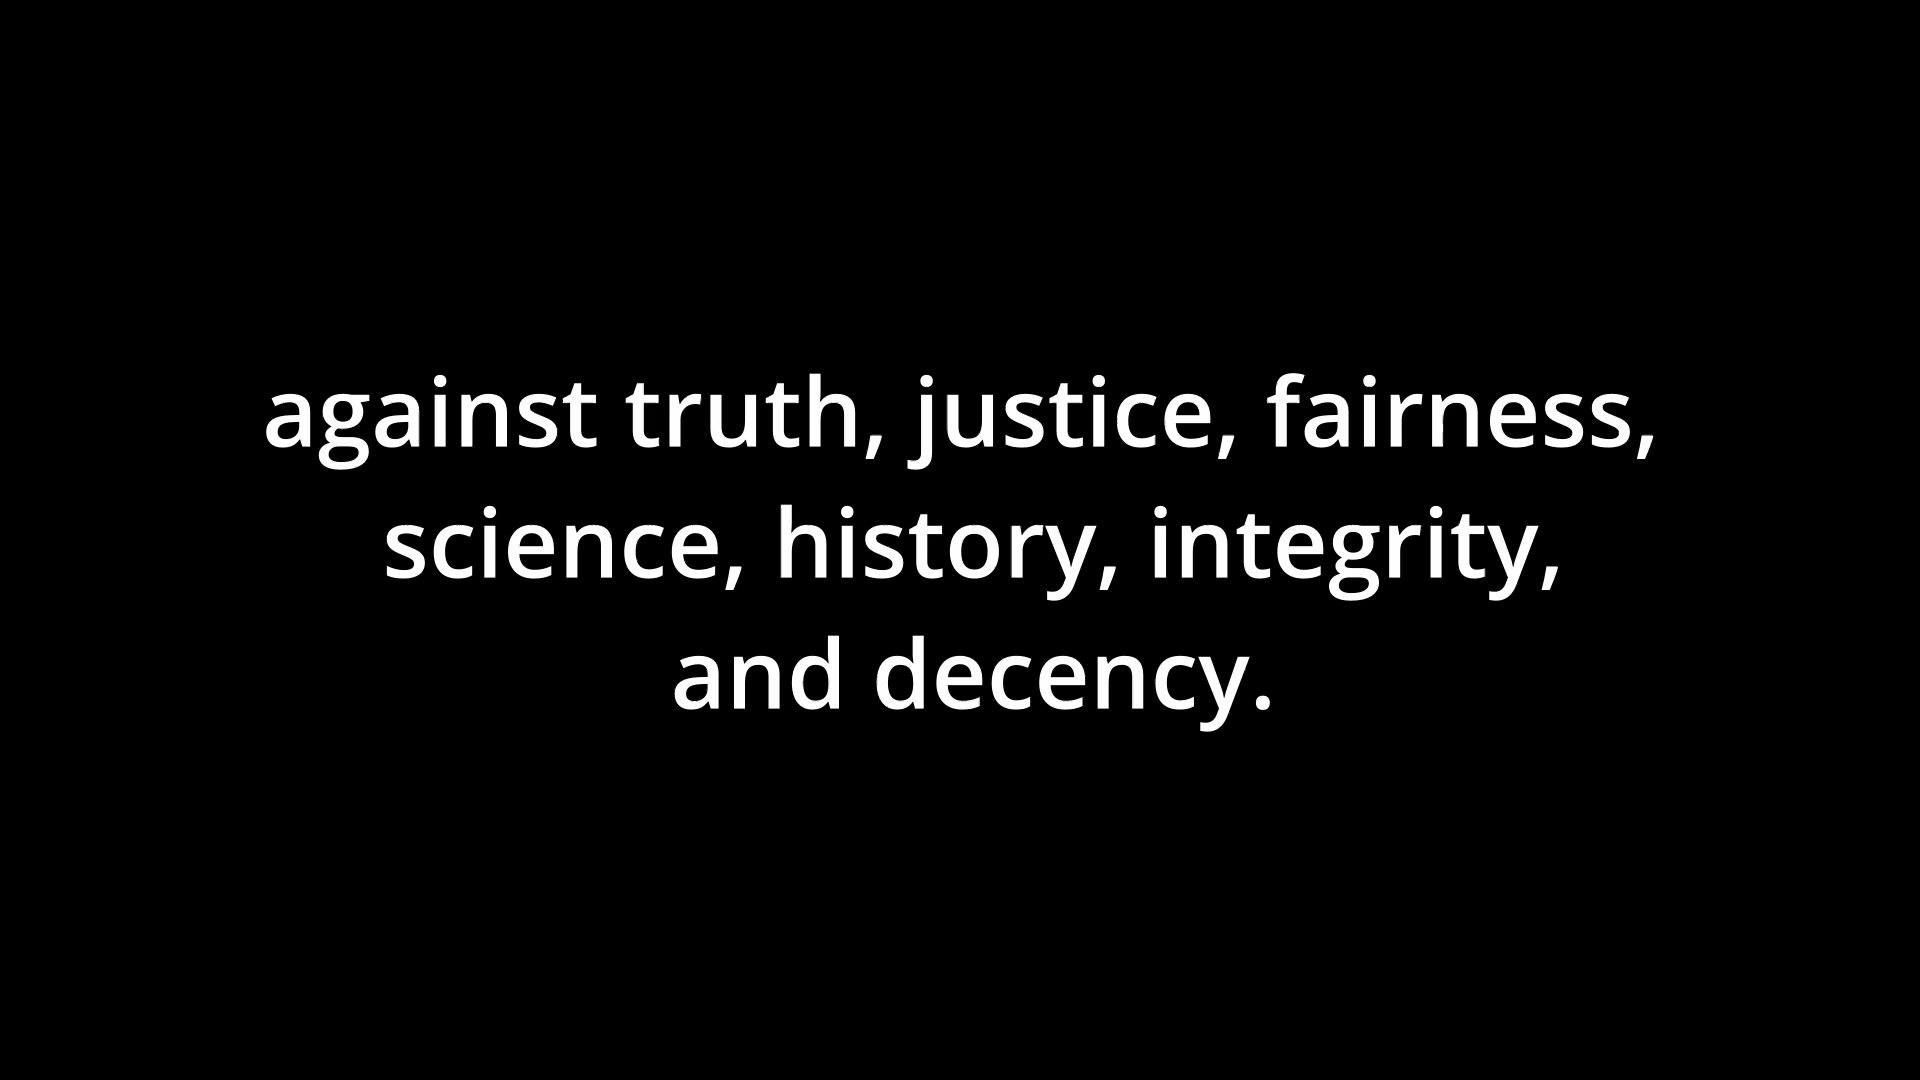 against truth, justice, fairness,
science, history, integrity,
and decency.